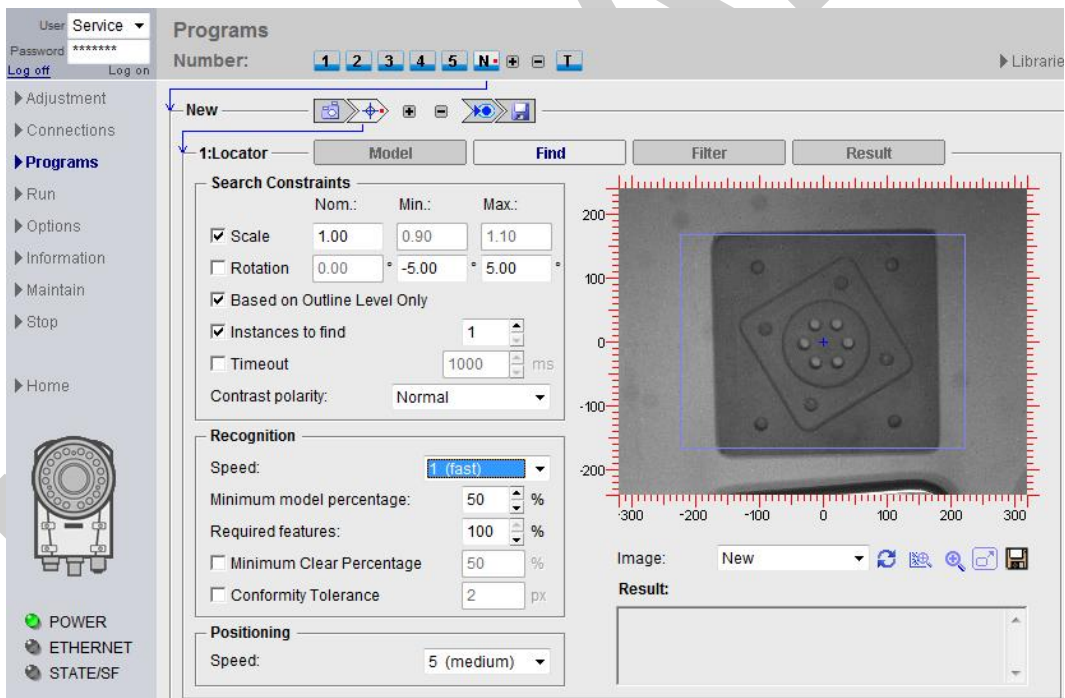 User Service
Password *******
Log off Log on
Programs
Number: 1 2 3 4 5 N T
Librarie
Adjustment
Connections
Programs
Run
Options
Information
Maintain
Stop
Home
POWER
ETHERNET
STATE/SF
New
1:Locator Model Find Filter Result
Search Constraints
Nom.: Min.: Max.:
Scale 1.00 0.90 1.10
Rotation 0.00 ° -5.00 ° 5.00 °
Based on Outline Level Only
Instances to find 1
Timeout 1000 ms
Contrast polarity: Normal
Recognition
Speed: 1 (fast)
Minimum model percentage: 50 %
Required features: 100 %
Minimum Clear Percentage 50 %
Conformity Tolerance 2 px
Positioning
Speed: 5 (medium)
200
100
0
-100
-200
-300 -200 -100 0 100 200 300
Image: New
Result: